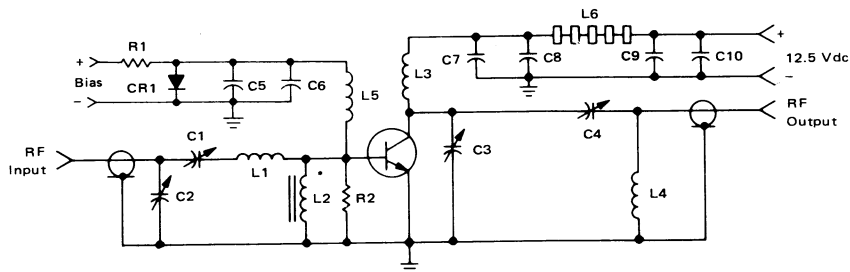 L6
+
12.5 Vdc
–
C7
C8
C9
C10
R1
+
Bias
–
CR1
C5
C6
L5
L3
RF
Output
C4
C3
L4
C1
RF
Input
L1
C2
L2
R2